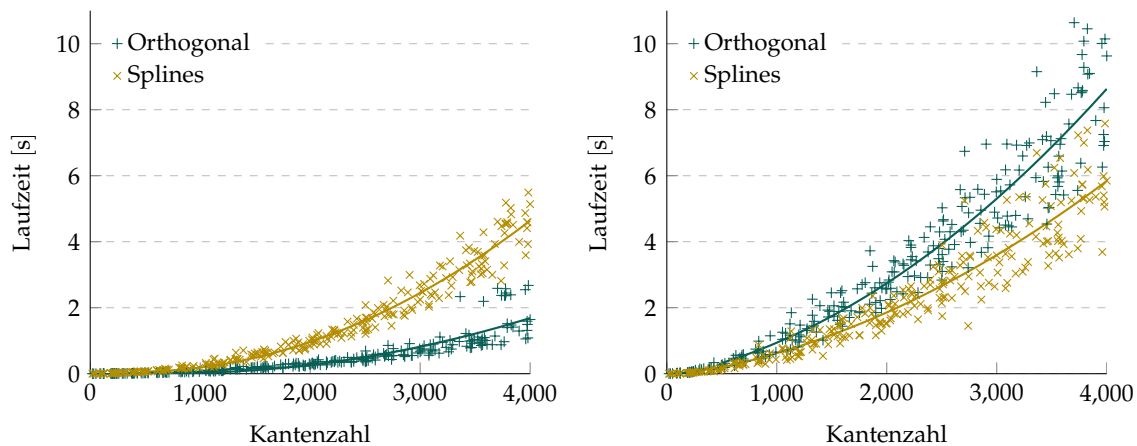 10
8
6
4
2
0
Laufzeit [s]
Orthogonal
Splines
0
1,000
2,000
3,000
4,000
Kantenzahl
10
8
6
4
2
0
Laufzeit [s]
Orthogonal
Splines
0
1,000
2,000
3,000
4,000
Kantenzahl